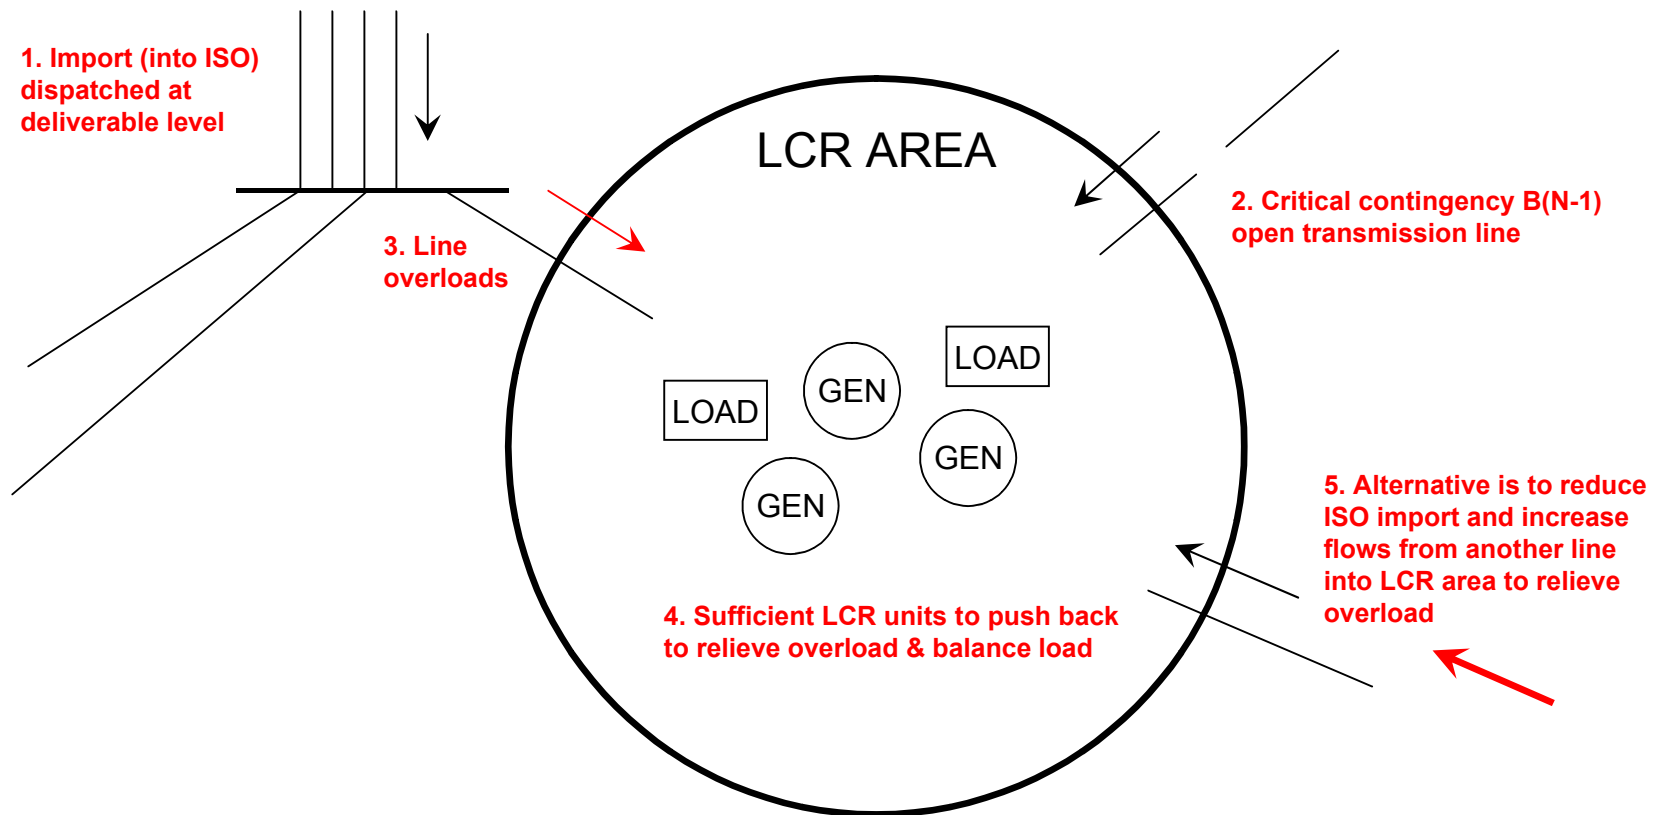 1. Import (into ISO)
dispatched at
deliverable level
LCR AREA
2. Critical contingency B(N-1)
open transmission line
3. Line
overloads
LOAD
GEN
LOAD
GEN
GEN
4. Sufficient LCR units to push back
to relieve overload & balance load
5. Alternative is to reduce
ISO import and increase
flows from another line
into LCR area to relieve
overload